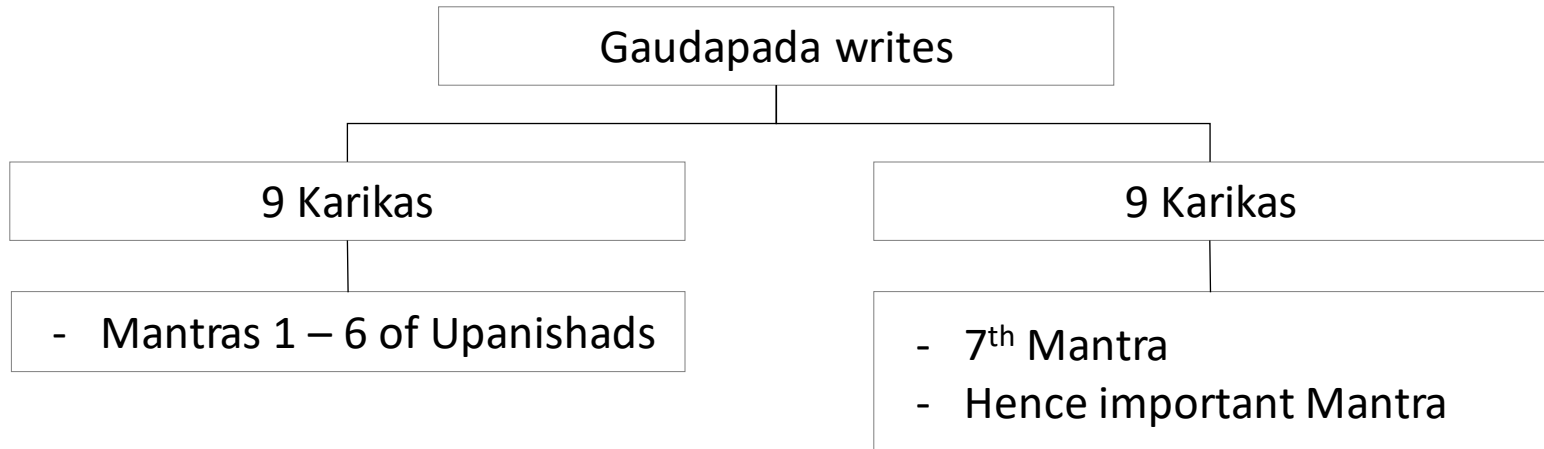 Gaudapada writes
9 Karikas
- Mantras 1 – 6 of Upanishads
9 Karikas
- 7th Mantra
- Hence important Mantra